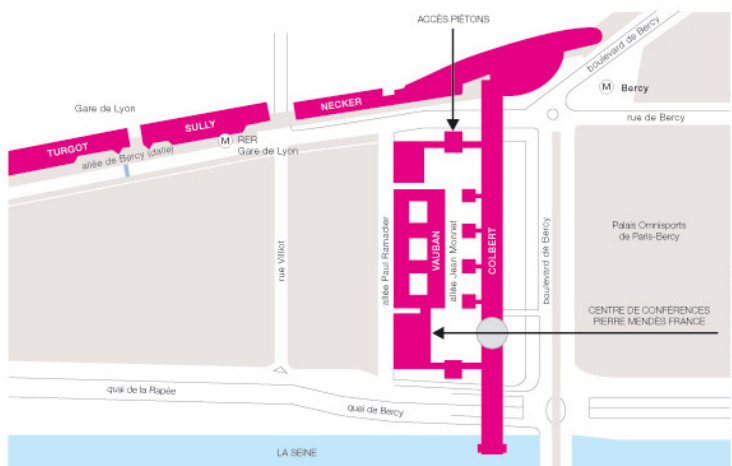 ACCÈS PIÉTONS
boulevard de Bercy
M Bercy
rue de Bercy
Gare de Lyon
NECKER
SULLY
TURGOT
M RER
Gare de Lyon
allée de Bercy (dalle)
rue Villiot
allée Paul Ramadier
VAUBAN
allée Jean Monnet
COLBERT
boulevard de Bercy
Palais Omnisports
de Paris-Bercy
CENTRE DE CONFÉRENCES
PIERRE MENDÈS FRANCE
quai de la Rapée
quai de Bercy
LA SEINE